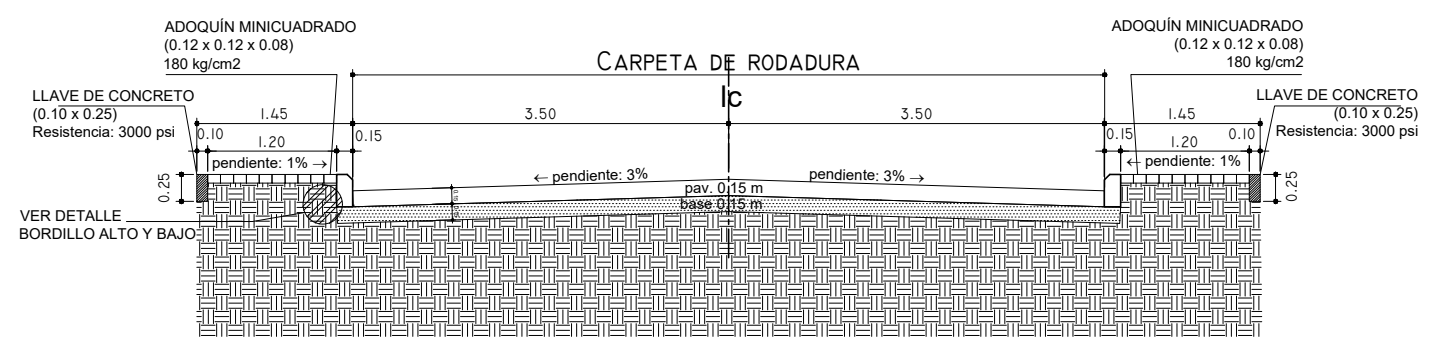 ADOQUÍN MINICUADRADO
(0.12 x 0.12 x 0.08)
180 kg/cm2
ADOQUÍN MINICUADRADO
(0.12 x 0.12 x 0.08)
180 kg/cm2
CARPETA DE RODADURA
lc
LLAVE DE CONCRETO
(0.10 x 0.25)
Resistencia: 3000 psi
LLAVE DE CONCRETO
(0.10 x 0.25)
Resistencia: 3000 psi
1.45 3.50 3.50 1.45
0.10 1.20 0.15 0.15 1.20 0.10
pendiente: 1% →
← pendiente: 3%
pendiente: 3% →
← pendiente: 1%
0.25
0.25
pav. 0.15 m
base 0.15 m
VER DETALLE
BORDILLO ALTO Y BAJO